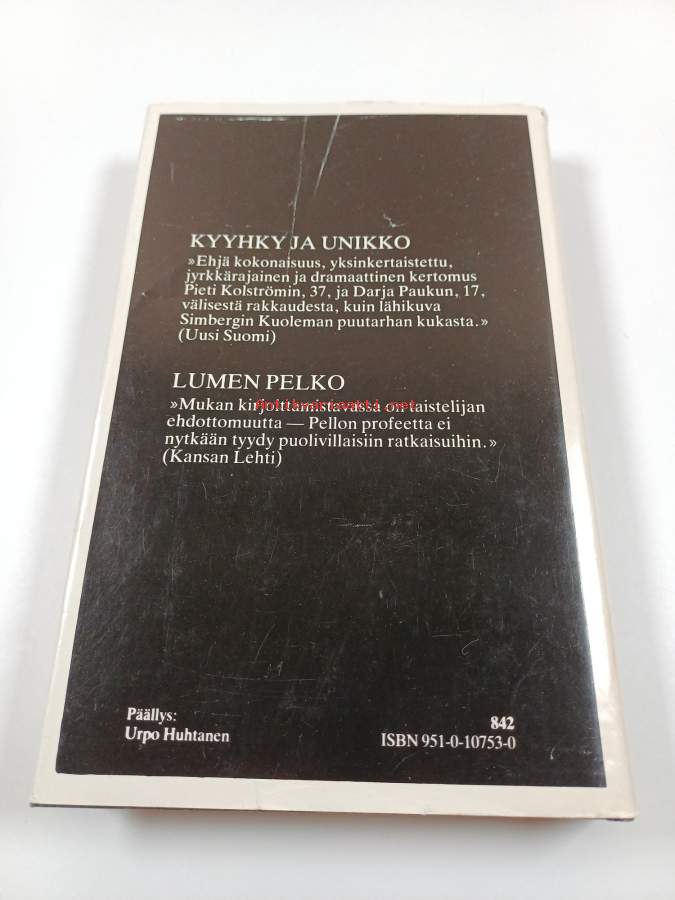 KYYHKY JA UNIKKO
»Ehjä kokonaisuus, yksinkertaistettu,
jyrkkärajainen ja dramaattinen kertomus
Pieti Kolströmin, 37, ja Darja Paukun, 17,
välisestä rakkaudesta, kuin lähikuva
Simbergin Kuoleman puutarhan kukasta.»
(Uusi Suomi)
LUMEN PELKO
»Mukan kirjoittamistavassa on taistelijan
ehdottomuutta — Pellon profeetta ei
nytkään tyydy puolivillaisiin ratkaisuihin.»
(Kansan Lehti)
Päällys:
Urpo Huhtanen
842
ISBN 951-0-10753-0